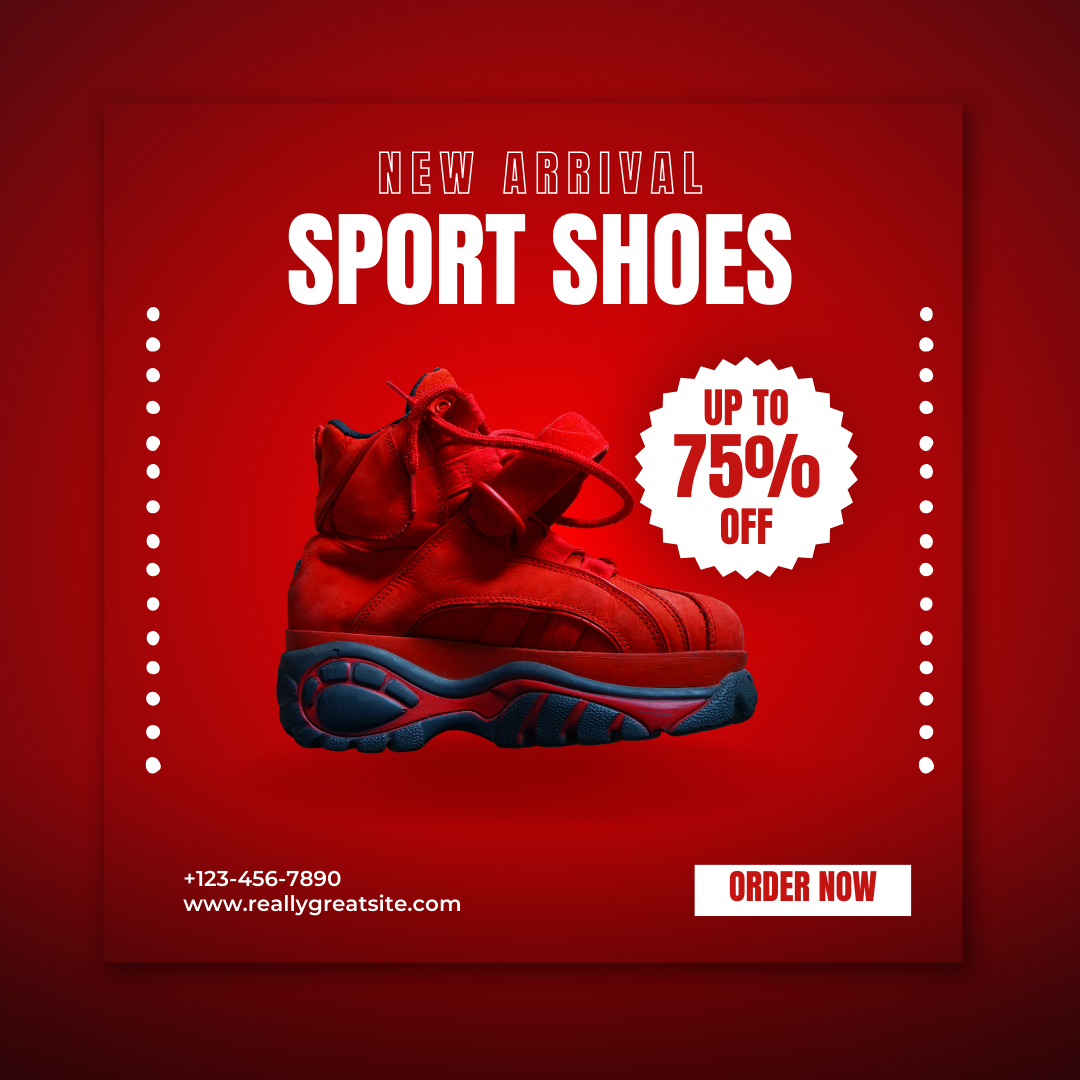 NEW ARRIVAL
SPORT SHOES
UP TO
75%
OFF
+123-456-7890
www.reallygreatsite.com
ORDER NOW